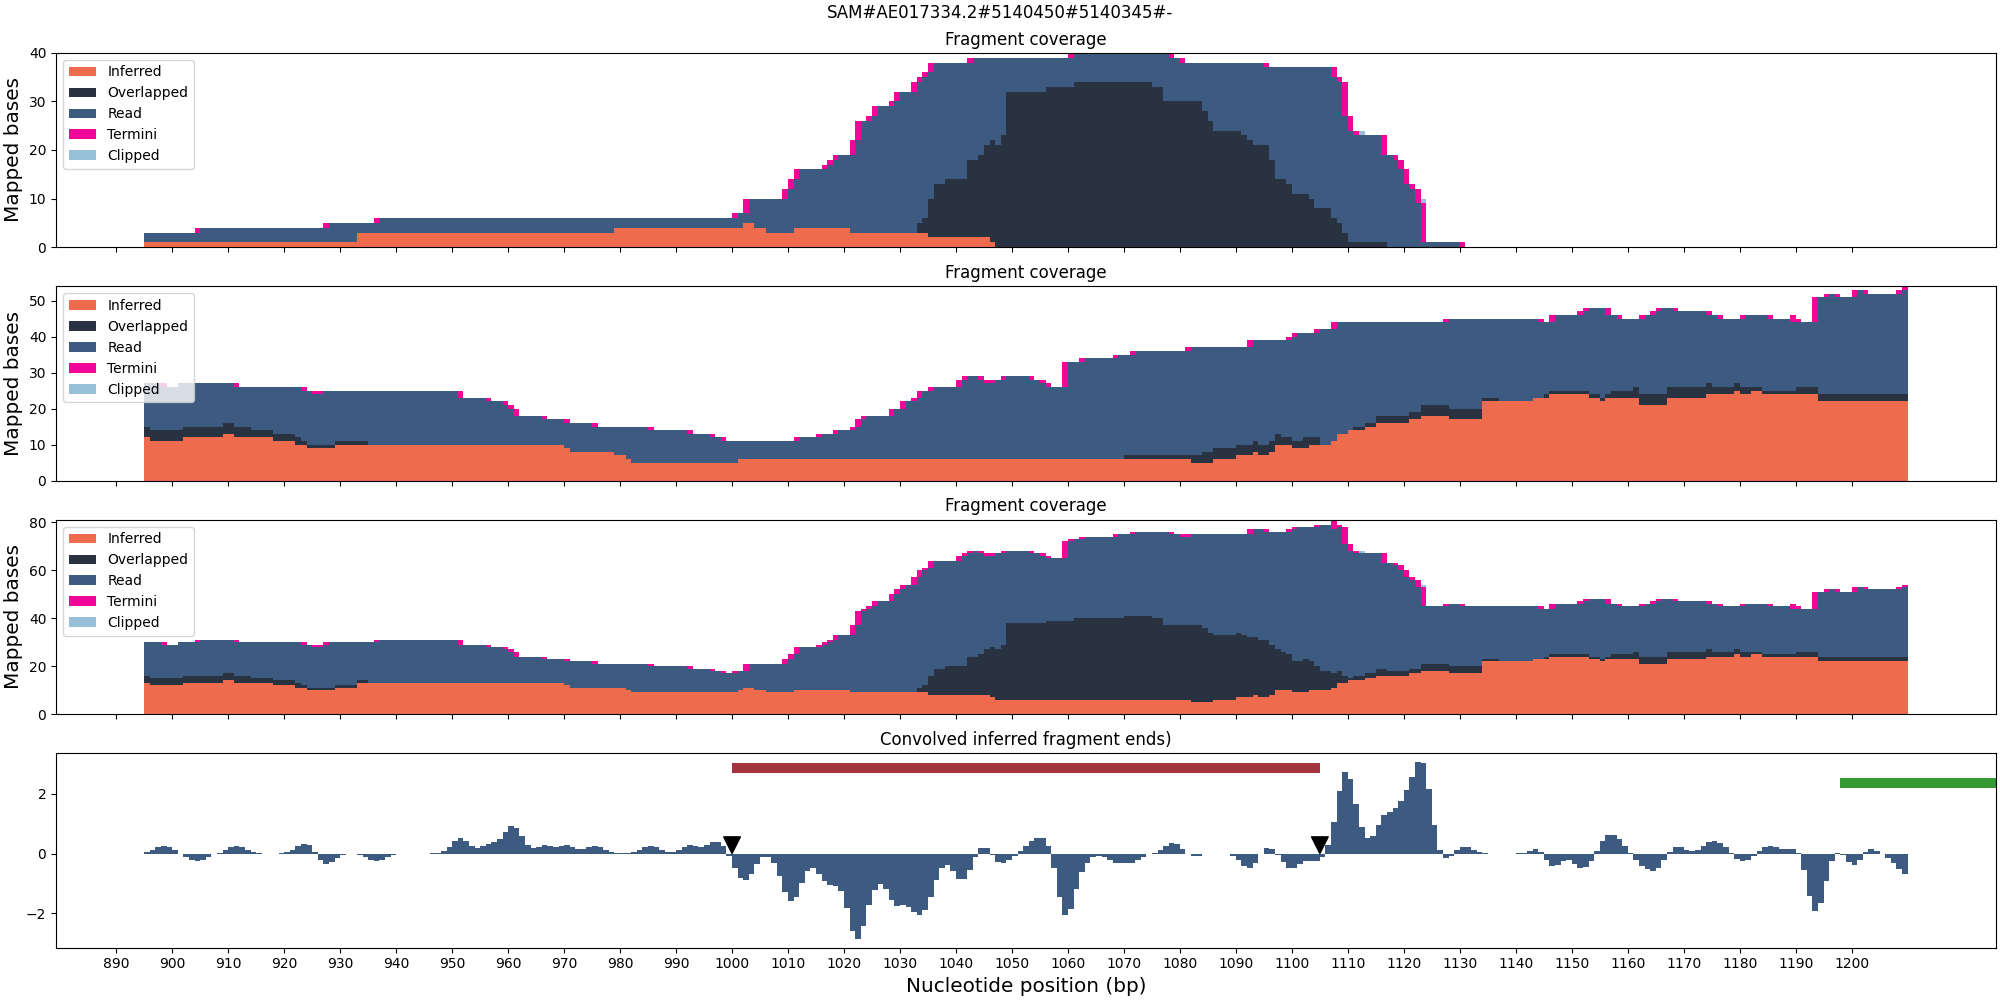 SAM#AE017334.2#5140450#5140345#-
Fragment coverage
40
30
20
10
0
Mapped bases
Inferred
Overlapped
Read
Termini
Clipped
Fragment coverage
50
40
30
20
10
0
Mapped bases
Inferred
Overlapped
Read
Termini
Clipped
Fragment coverage
80
60
40
20
0
Mapped bases
Inferred
Overlapped
Read
Termini
Clipped
Convolved inferred fragment ends)
2
0
−2
890 900 910 920 930 940 950 960 970 980 990 1000 1010 1020 1030 1040 1050 1060 1070 1080 1090 1100 1110 1120 1130 1140 1150 1160 1170 1180 1190 1200
Nucleotide position (bp)